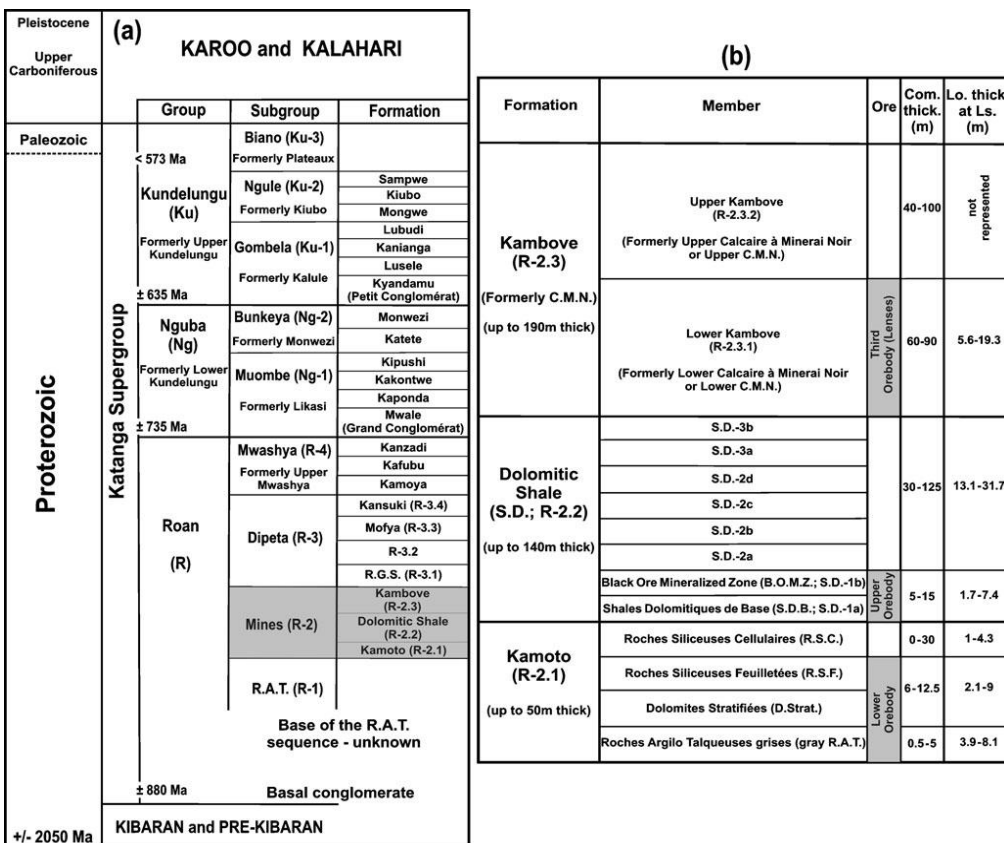 Pleistocene
Upper
Carboniferous
(a)
KAROO and KALAHARI
Group
Subgroup
Formation
Paleozoic
Proterozoic
+/- 2050 Ma
Katanga Supergroup
< 573 Ma
Kundelungu
(Ku)
Formerly Upper
Kundelungu
± 635 Ma
Biano (Ku-3)
Formerly Plateaux
Ngule (Ku-2)
Formerly Kiubo
Sampwe
Kiubo
Mongwe
Gombela (Ku-1)
Formerly Kalule
Lubudi
Kanianga
Lusele
Kyandamu
(Petit Conglomérat)
Nguba
(Ng)
Formerly Lower
Kundelungu
± 735 Ma
Bunkeya (Ng-2)
Formerly Monwezi
Monwezi
Katete
Muombe (Ng-1)
Formerly Likasi
Kipushi
Kakontwe
Kaponda
Mwale
(Grand Conglomérat)
Roan
(R)
Mwashya (R-4)
Formerly Upper
Mwashya
Kanzadi
Kafubu
Kamoya
Dipeta (R-3)
Kansuki (R-3.4)
Mofya (R-3.3)
R-3.2
R.G.S. (R-3.1)
Mines (R-2)
Kambove
(R-2.3)
Dolomitic Shale
(R-2.2)
Kamoto (R-2.1)
R.A.T. (R-1)
Base of the R.A.T.
sequence - unknown
± 880 Ma
Basal conglomerate
KIBARAN and PRE-KIBARAN
(b)
Formation
Member
Ore
Com.
thick.
(m)
Lo. thick
at Ls.
(m)
Kambove
(R-2.3)
(Formerly C.M.N.)
(up to 190m thick)
Upper Kambove
(R-2.3.2)
(Formerly Upper Calcaire à Minerai Noir
or Upper C.M.N.)
40-100
not
represented
Lower Kambove
(R-2.3.1)
(Formerly Lower Calcaire à Minerai Noir
or Lower C.M.N.)
Third
Orebody (Lenses)
60-90
5.6-19.3
Dolomitic
Shale
(S.D.; R-2.2)
(up to 140m thick)
S.D.-3b
S.D.-3a
S.D.-2d
S.D.-2c
S.D.-2b
S.D.-2a
30-125
13.1-31.7
Black Ore Mineralized Zone (B.O.M.Z.; S.D.-1b)
Shales Dolomitiques de Base (S.D.B.; S.D.-1a)
Upper
Orebody
5-15
1.7-7.4
Kamoto
(R-2.1)
(up to 50m thick)
Roches Siliceuses Cellulaires (R.S.C.)
0-30
1-4.3
Roches Siliceuses Feuilletées (R.S.F.)
Dolomites Stratifiées (D.Strat.)
Lower
Orebody
6-12.5
2.1-9
Roches Argilo Talqueuses grises (gray R.A.T.)
0.5-5
3.9-8.1